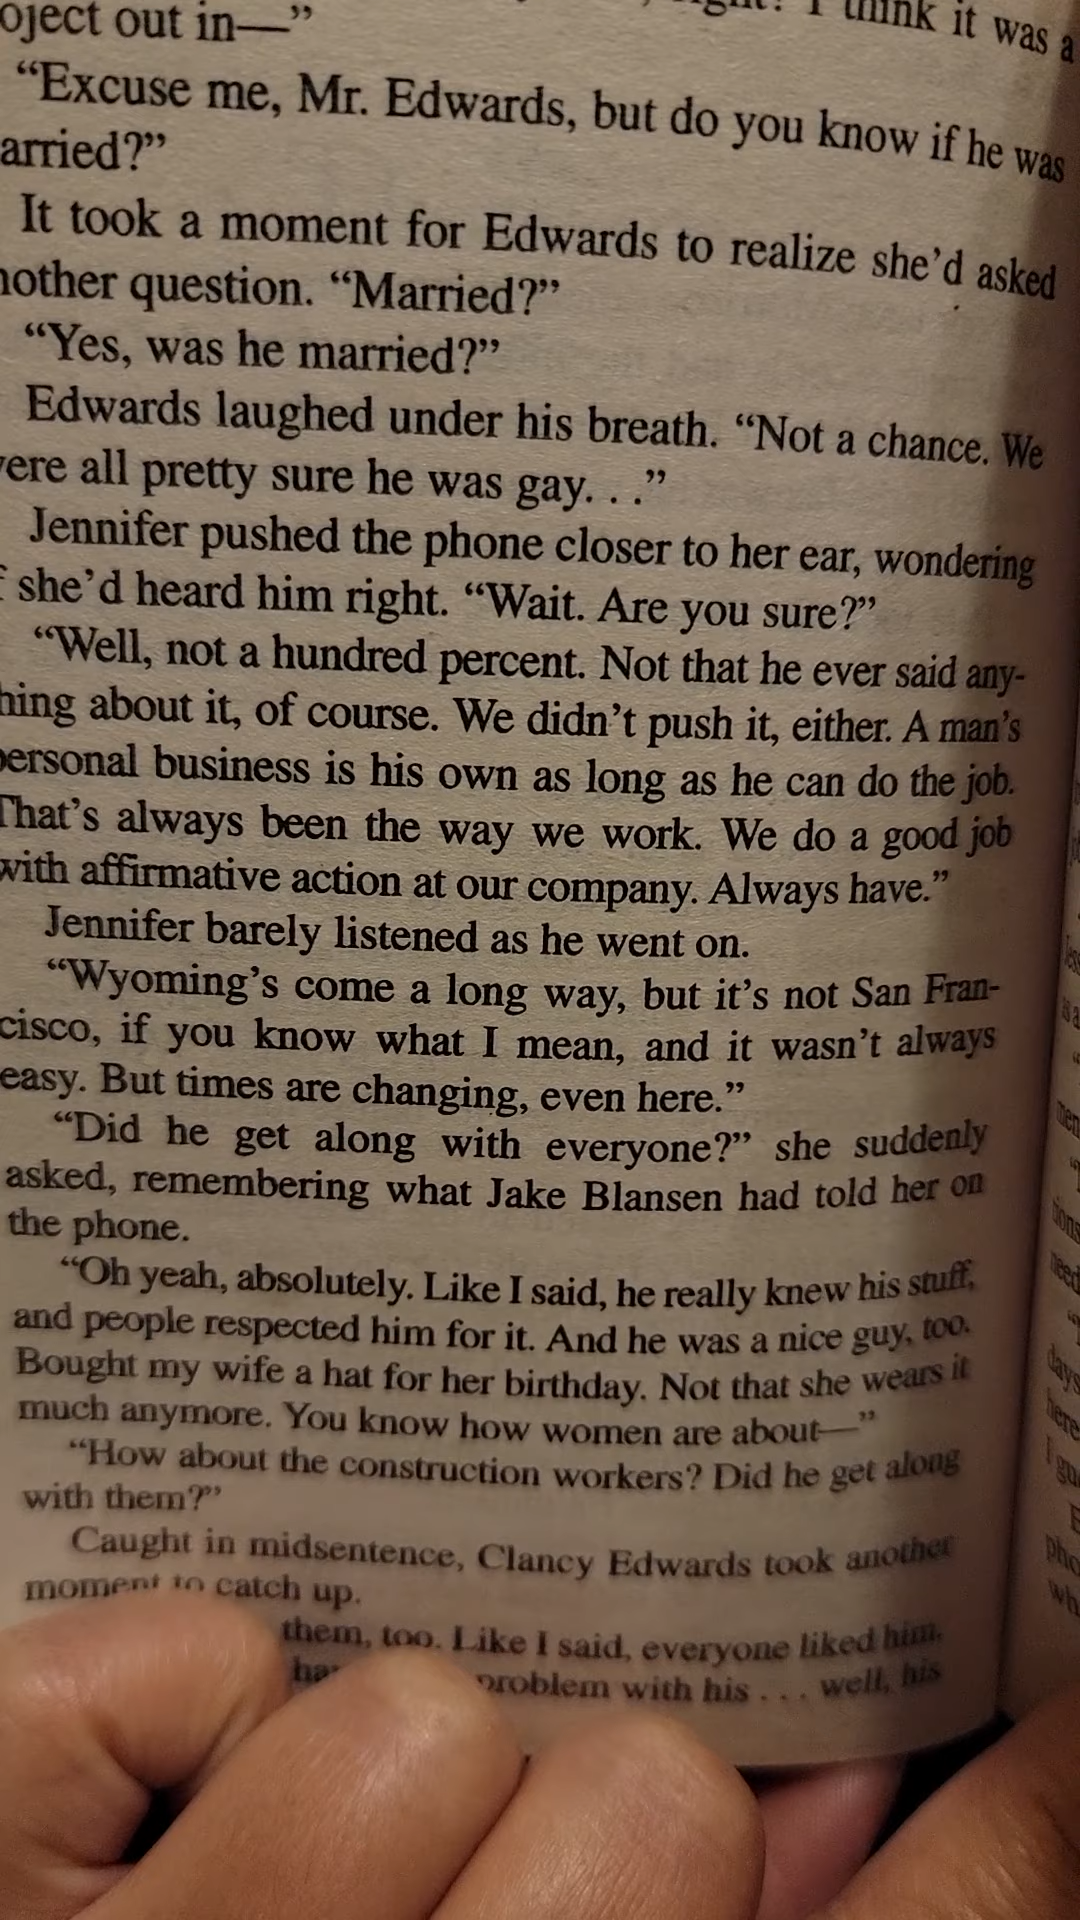 oject out in—” think it was a
“Excuse me, Mr. Edwards, but do you know if he was
arried?”
It took a moment for Edwards to realize she’d asked
nother question. “Married?”
“Yes, was he married?”
Edwards laughed under his breath. “Not a chance. We
ere all pretty sure he was gay. . .”
Jennifer pushed the phone closer to her ear, wondering
she’d heard him right. “Wait. Are you sure?”
“Well, not a hundred percent. Not that he ever said any-
hing about it, of course. We didn’t push it, either. A man’s
personal business is his own as long as he can do the job.
That’s always been the way we work. We do a good job
with affirmative action at our company. Always have.”
Jennifer barely listened as he went on.
“Wyoming’s come a long way, but it’s not San Fran-
cisco, if you know what I mean, and it wasn’t always
easy. But times are changing, even here.”
“Did he get along with everyone?” she suddenly
asked, remembering what Jake Blansen had told her on
the phone.
“Oh yeah, absolutely. Like I said, he really knew his stuff,
and people respected him for it. And he was a nice guy, too.
Bought my wife a hat for her birthday. Not that she wears it
much anymore. You know how women are about—”
“How about the construction workers? Did he get along
with them?”
Caught in midsentence, Clancy Edwards took another
moment to catch up.
them, too. Like I said, everyone liked him.
problem with his . . . well, his